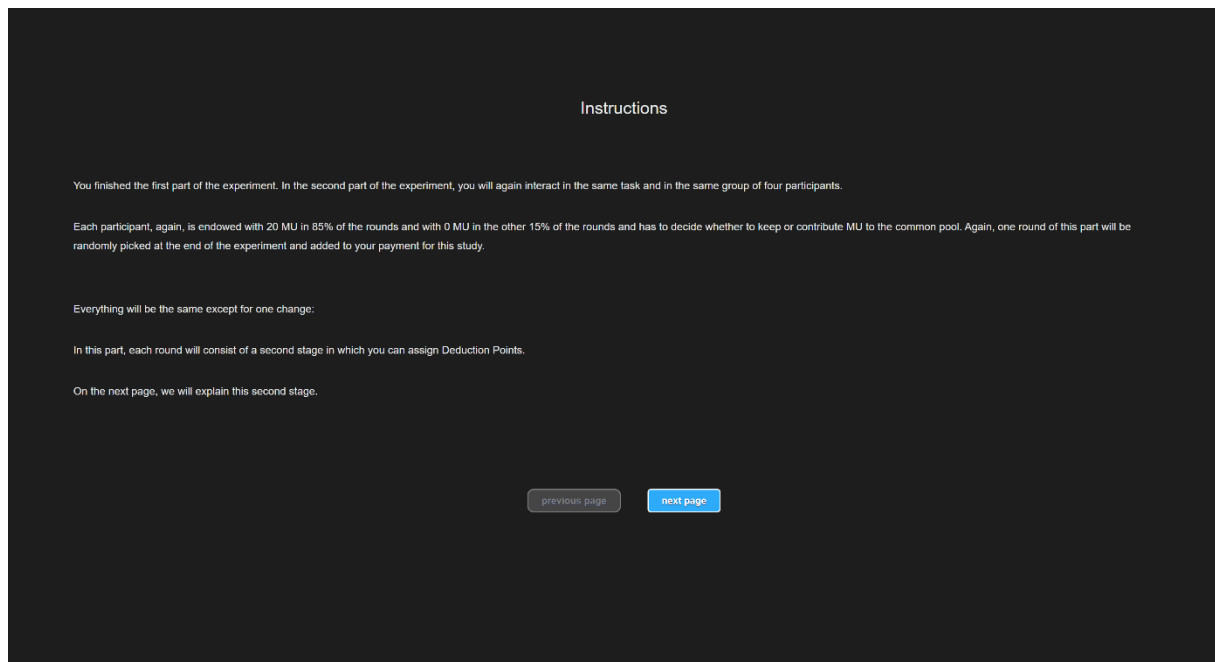 Instructions
You finished the first part of the experiment. In the second part of the experiment, you will again interact in the same task and in the same group of four participants.
Each participant, again, is endowed with 20 MU in 85% of the rounds and with 0 MU in the other 15% of the rounds and has to decide whether to keep or contribute MU to the common pool. Again, one round of this part will be
randomly picked at the end of the experiment and added to your payment for this study.
Everything will be the same except for one change:
In this part, each round will consist of a second stage in which you can assign Deduction Points.
On the next page, we will explain this second stage.
previous page
next page